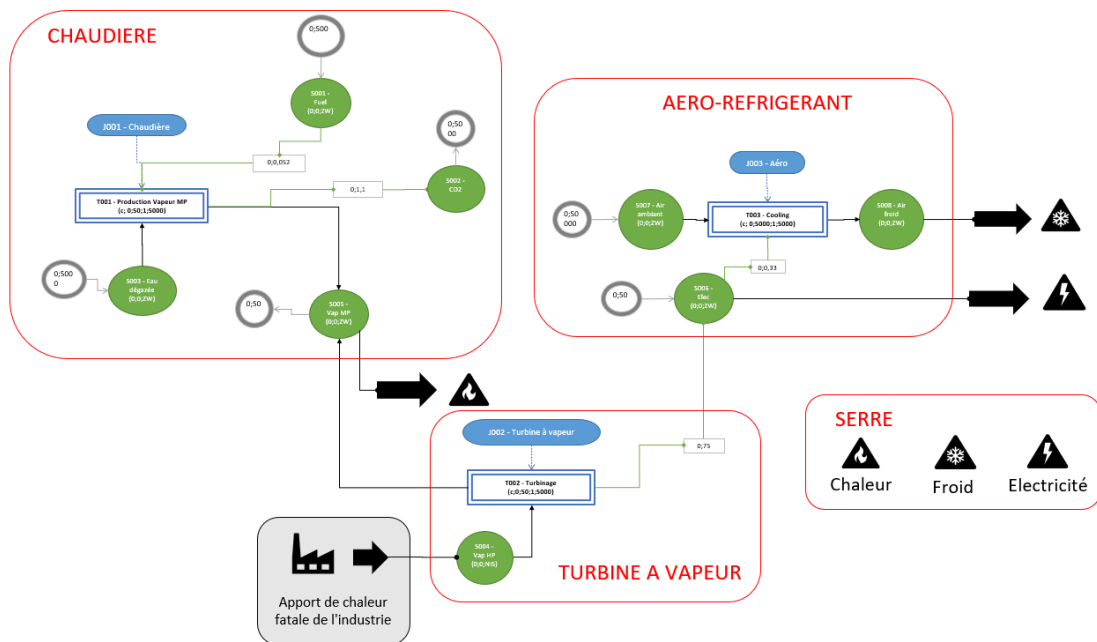 CHAUDIERE
0;500
S001 -
Fuel
(0;0;ZW)
J001 - Chaudière
0;0,052
0;50
00
S002 -
CO2
0;1,1
T001 - Production Vapeur MP
{c; 0;50;1;5000}
0;500
0
S003 - Eau
dégazée
(0;0;ZW)
0;50
S005 -
Vap MP
(0;0;ZW)
AERO-REFRIGERANT
J003 - Aéro
0;50
000
S007 - Air
ambiant
(0;0;ZW)
T003 - Cooling
{c; 0;5000;1;5000}
S008 - Air
froid
(0;0;ZW)
0;0,33
0;50
S006 -
Elec
(0;0;ZW)
J002 - Turbine à vapeur
0;75
T002 - Turbinage
{c;0;50;1;5000}
S004 -
Vap HP
(0;0;NIS)
TURBINE A VAPEUR
Apport de chaleur
fatale de l'industrie
SERRE
Chaleur
Froid
Electricité